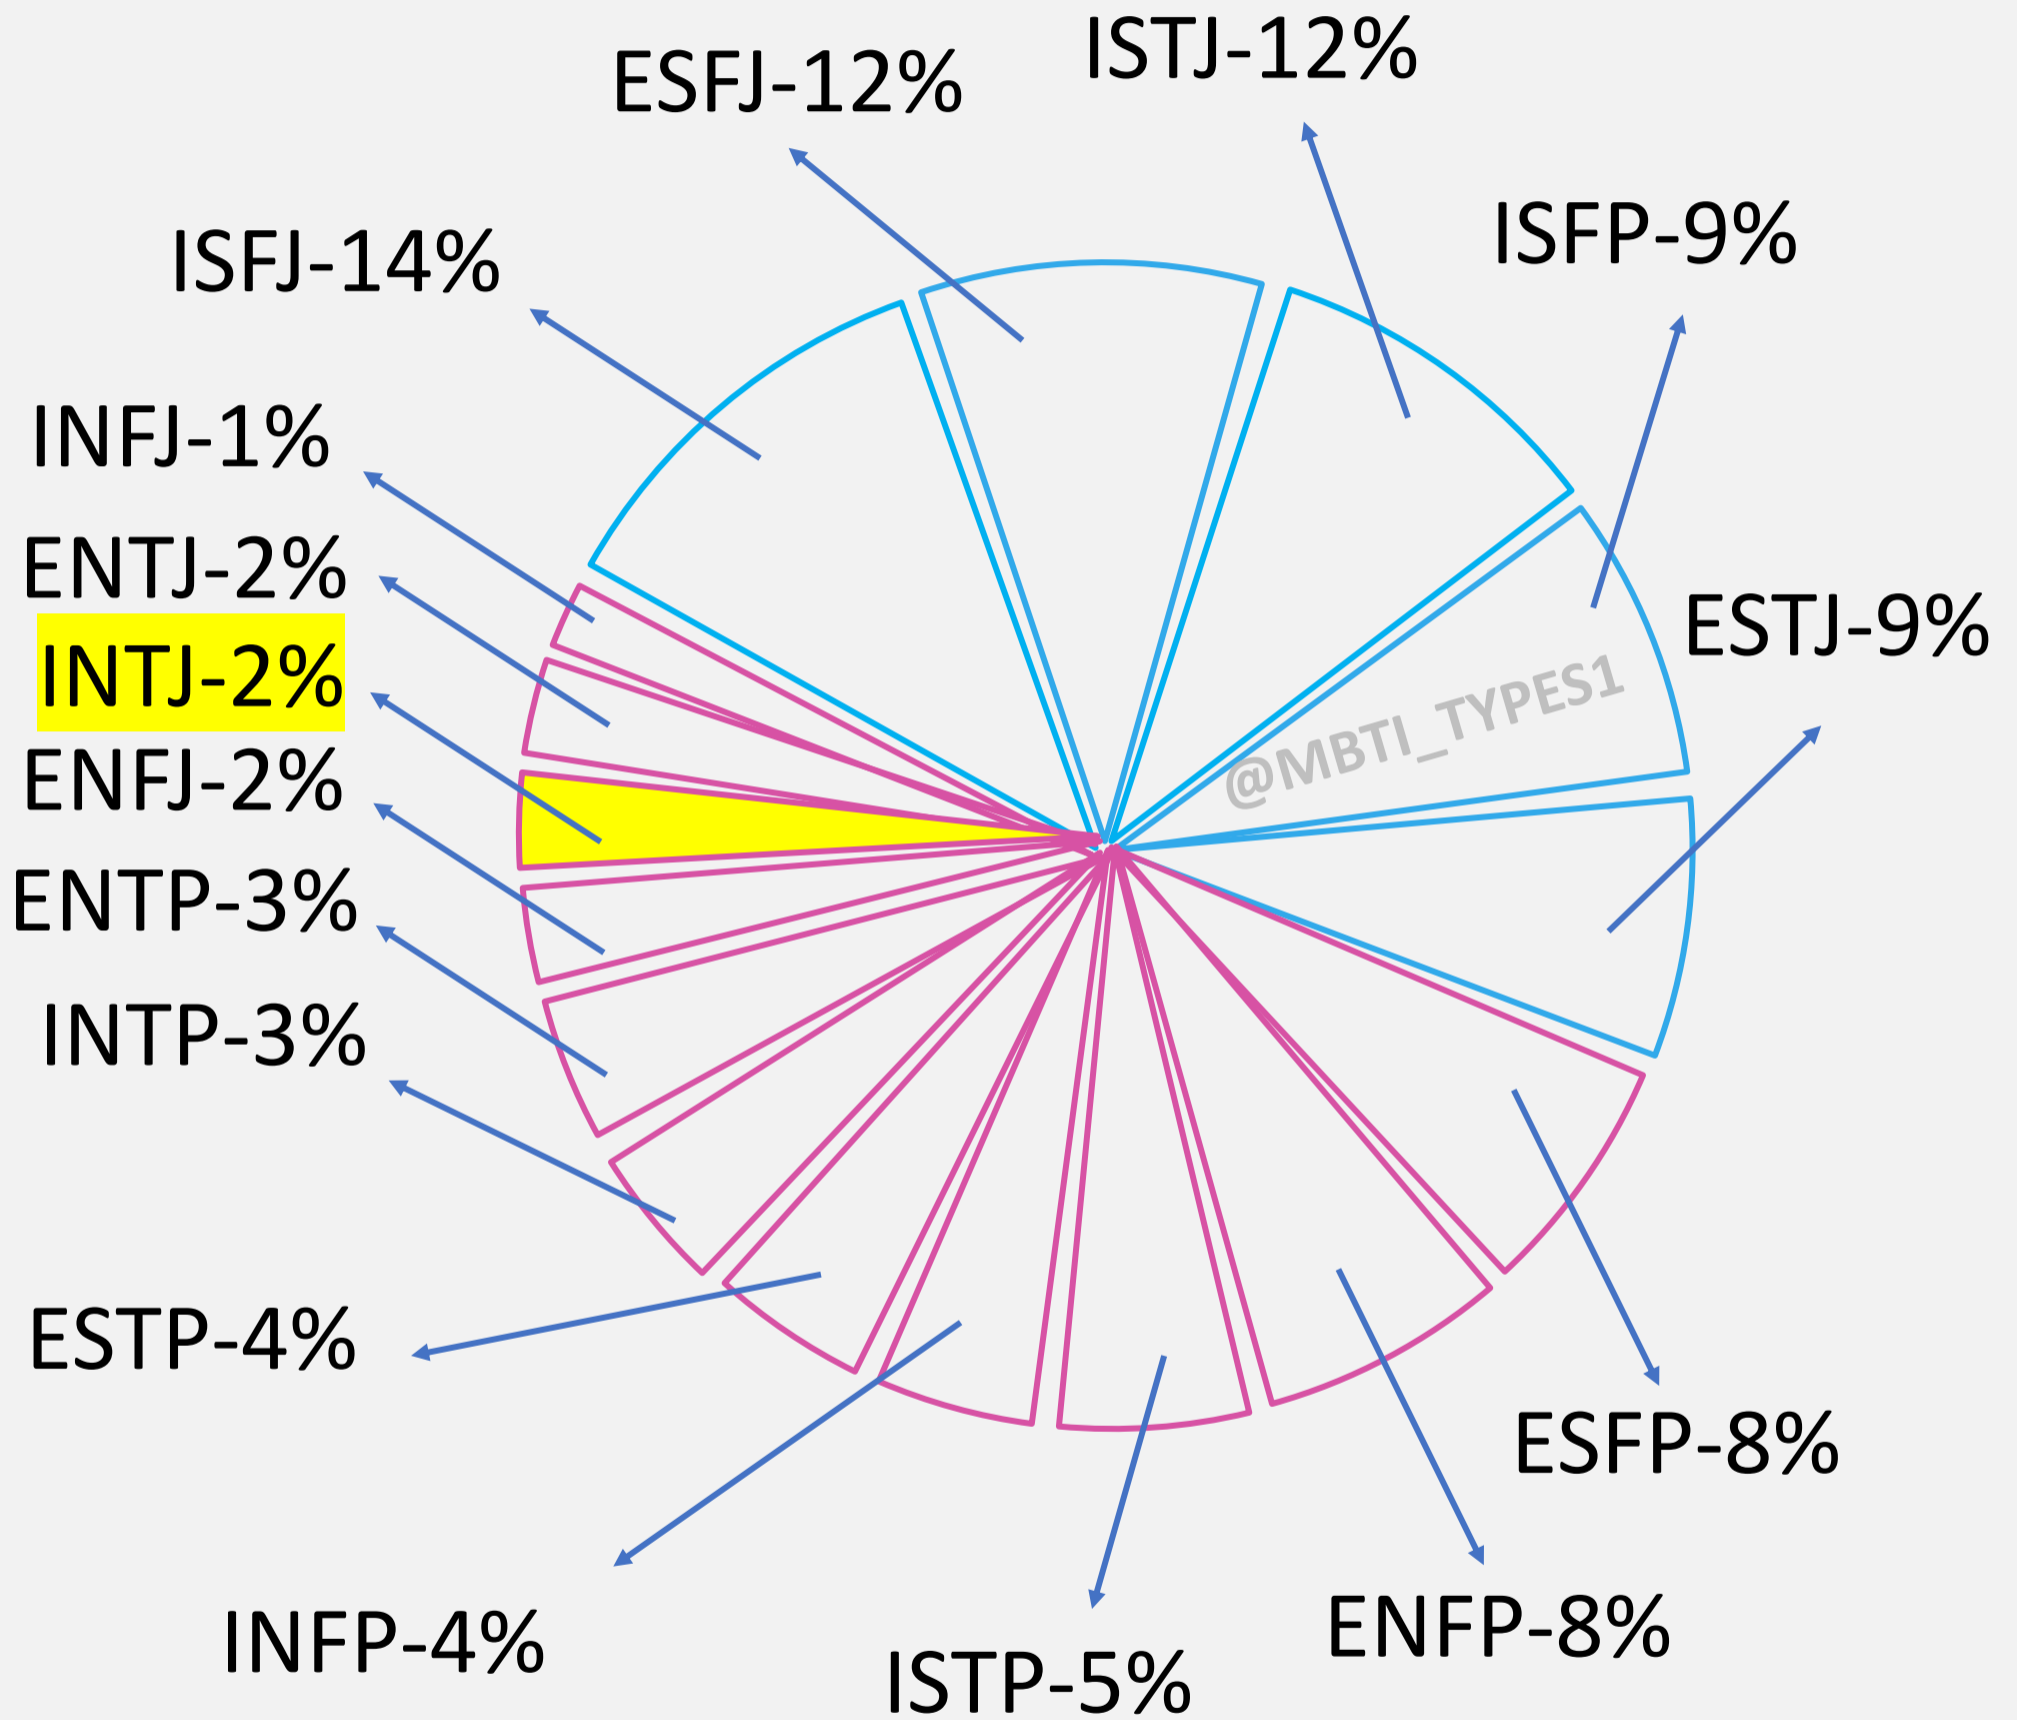 ISTJ-12%
ESFJ-12%
ISFP-9%
ISFJ-14%
INFJ-1%
ENTJ-2%
ESTJ-9%
INTJ-2%
@MBTI_TYPES1
ENFJ-2%
ENTP-3%
INTP-3%
ESTP-4%
ESFP-8%
ENFP-8%
INFP-4%
ISTP-5%